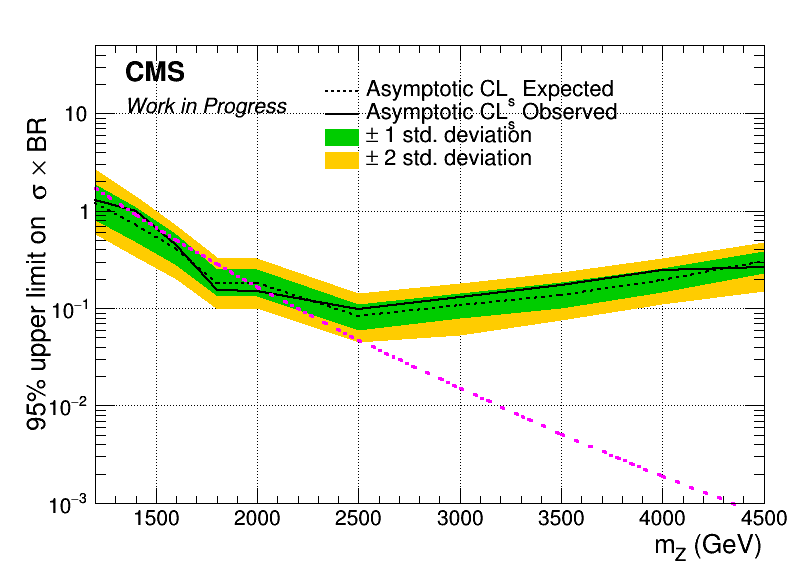 CMS
Work in Progress
Asymptotic CLs Expected
Asymptotic CLs Observed
± 1 std. deviation
± 2 std. deviation
95% upper limit on σ × BR
10
1
10⁻¹
10⁻²
10⁻³
1500 2000 2500 3000 3500 4000 4500
mZ (GeV)